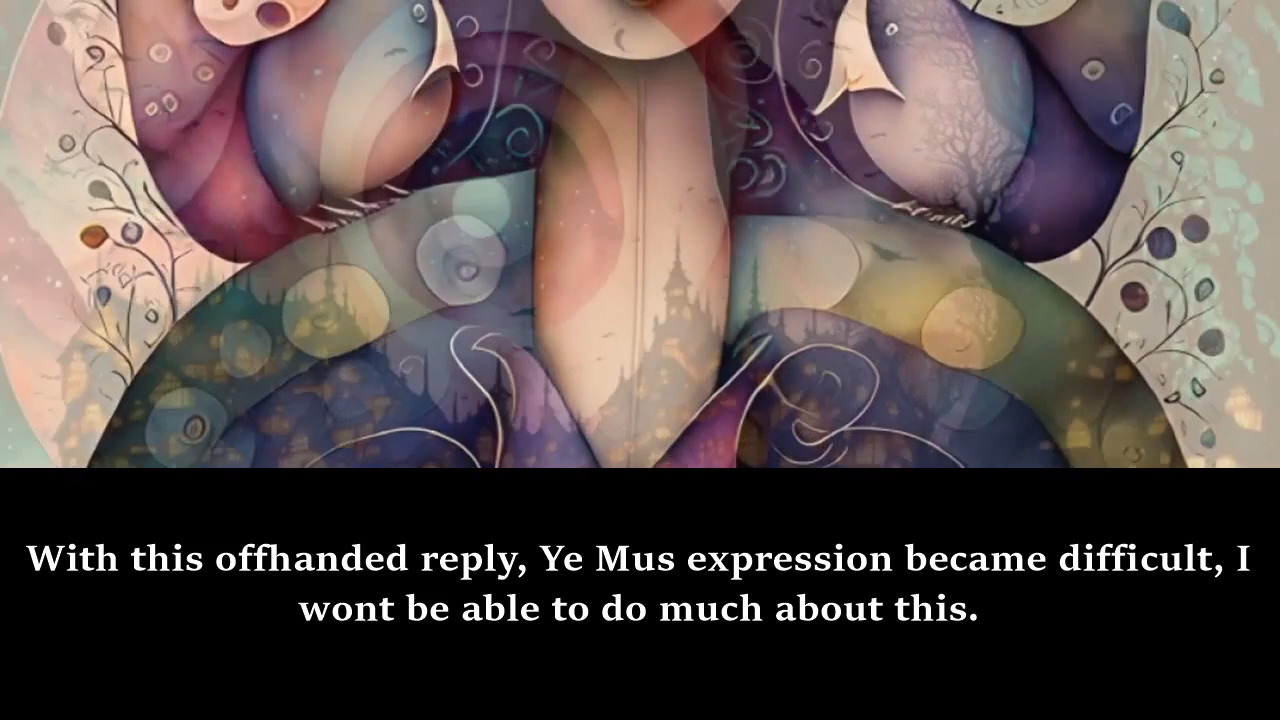 With this offhanded reply, Ye Mus expression became difficult, I
wont be able to do much about this.